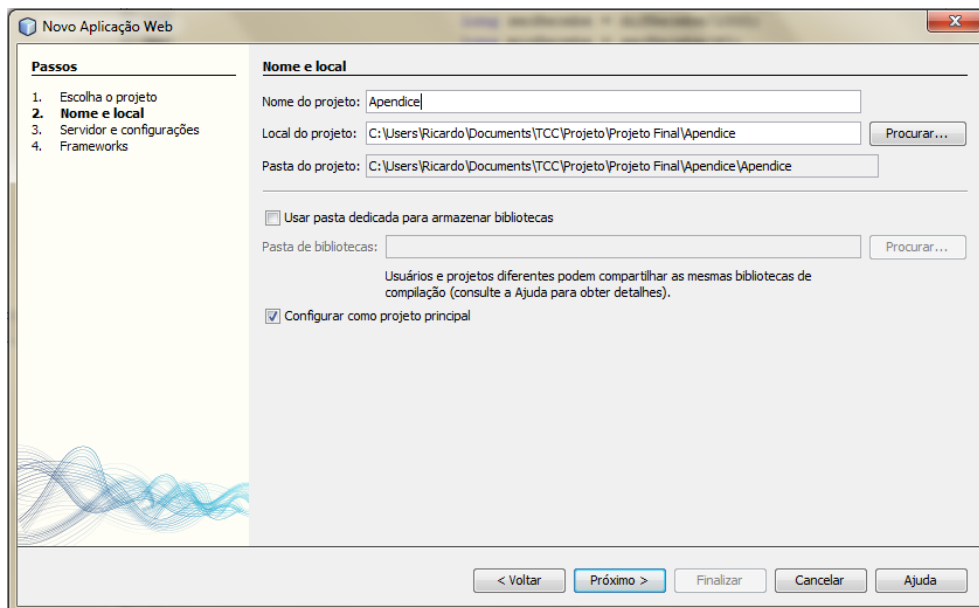 Novo Aplicação Web
Passos
1. Escolha o projeto
2. Nome e local
3. Servidor e configurações
4. Frameworks
Nome e local
Nome do projeto: Apendice
Local do projeto: C:\Users\Ricardo\Documents\TCC\Projeto\Projeto Final\Apendice Procurar...
Pasta do projeto: C:\Users\Ricardo\Documents\TCC\Projeto\Projeto Final\Apendice\Apendice
Usar pasta dedicada para armazenar bibliotecas
Pasta de bibliotecas: Procurar...
Usuários e projetos diferentes podem compartilhar as mesmas bibliotecas de
compilação (consulte a Ajuda para obter detalhes).
Configurar como projeto principal
< Voltar Próximo > Finalizar Cancelar Ajuda